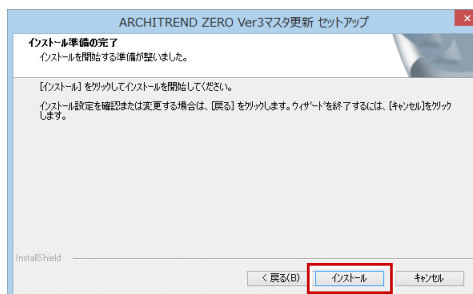 ARCHITREND ZERO Ver3マスタ更新 セットアップ
インストール準備の完了
インストールを開始する準備が整いました。
[インストール] をクリックしてインストールを開始してください。
インストール設定を確認または変更する場合は、[戻る] をクリックします。ウィザードを終了するには、[キャンセル]をクリック
します。
InstallShield
< 戻る(B)
インストール
キャンセル